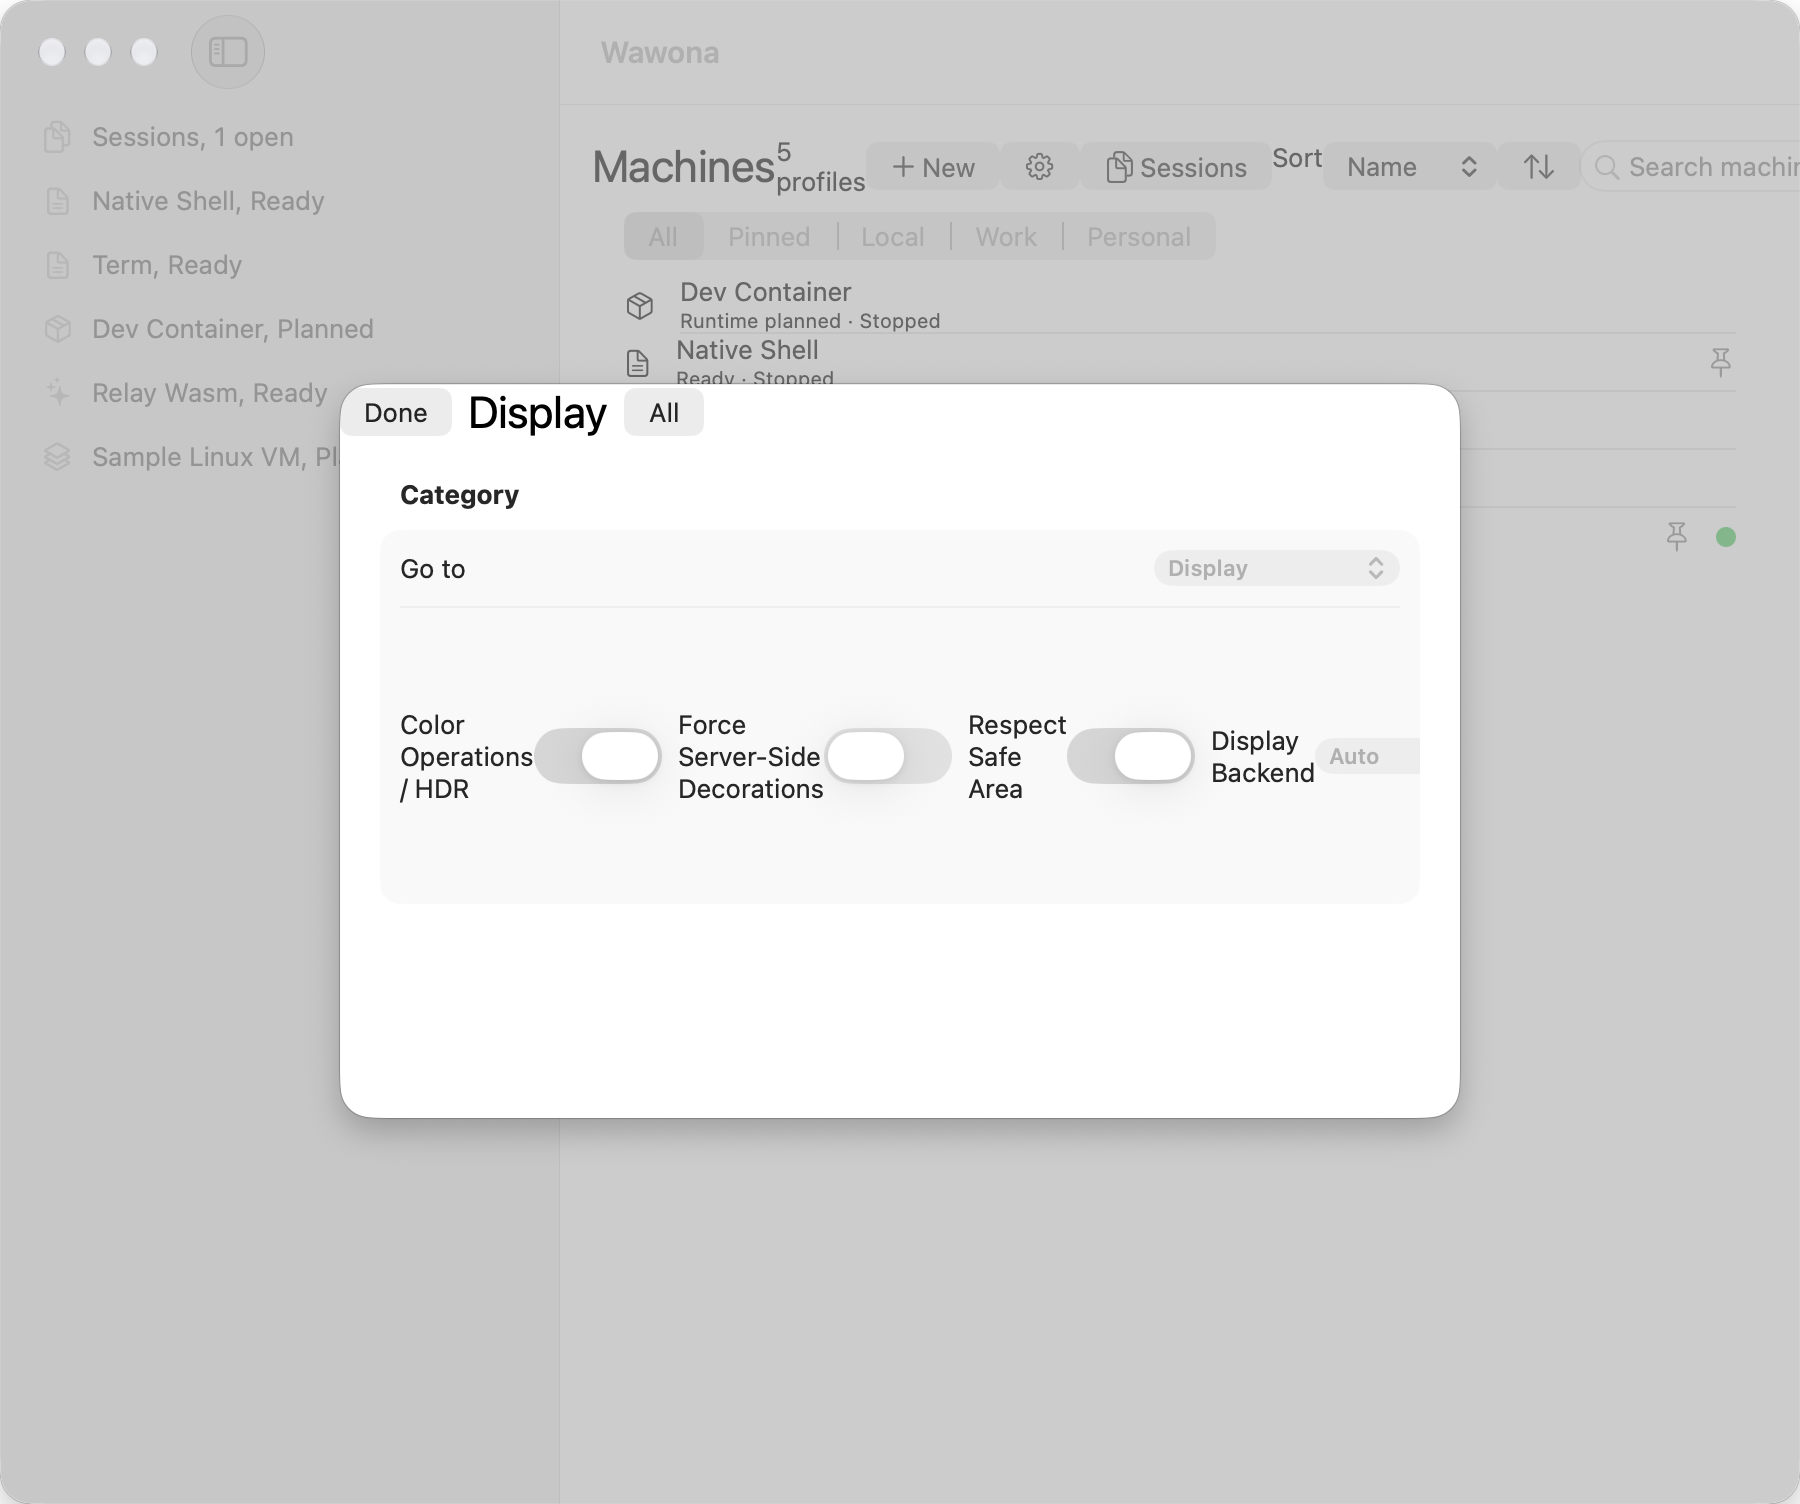 Wawona
Sessions, 1 open
Native Shell, Ready
Term, Ready
Dev Container, Planned
Relay Wasm, Ready
Sample Linux VM, Pl
Machines
5
profiles
New
Sessions
Sort
Name
Search machin
All
Pinned
Local
Work
Personal
Dev Container
Runtime planned · Stopped
Native Shell
Ready · Stopped
Done
Display
All
Category
Go to
Display
Color
Operations
/ HDR
Force
Server-Side
Decorations
Respect
Safe
Area
Display
Backend
Auto